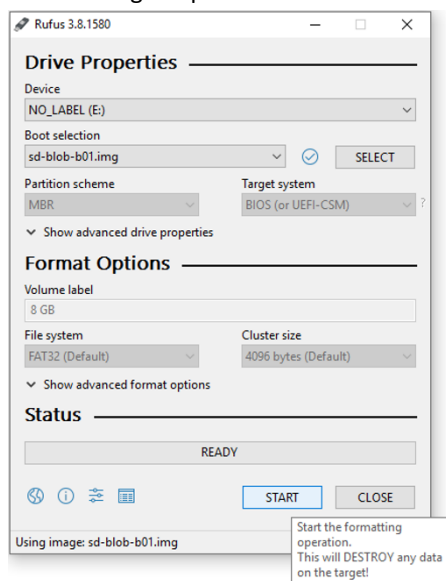 Rufus 3.8.1580
Drive Properties
Device
NO_LABEL (E:)
Boot selection
sd-blob-b01.img
SELECT
Partition scheme
Target system
MBR
BIOS (or UEFI-CSM)
?
Show advanced drive properties
Format Options
Volume label
8 GB
File system
Cluster size
FAT32 (Default)
4096 bytes (Default)
Show advanced format options
Status
READY
START
CLOSE
Start the formatting
operation.
This will DESTROY any data
on the target!
Using image: sd-blob-b01.img